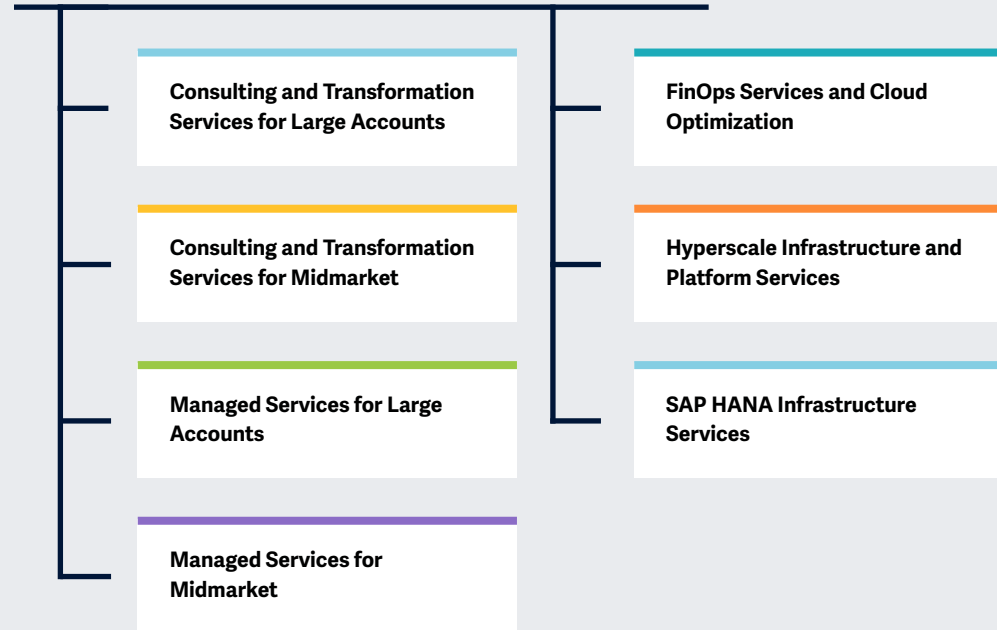 Consulting and Transformation
Services for Large Accounts
Consulting and Transformation
Services for Midmarket
Managed Services for Large
Accounts
Managed Services for
Midmarket
FinOps Services and Cloud
Optimization
Hyperscale Infrastructure and
Platform Services
SAP HANA Infrastructure
Services